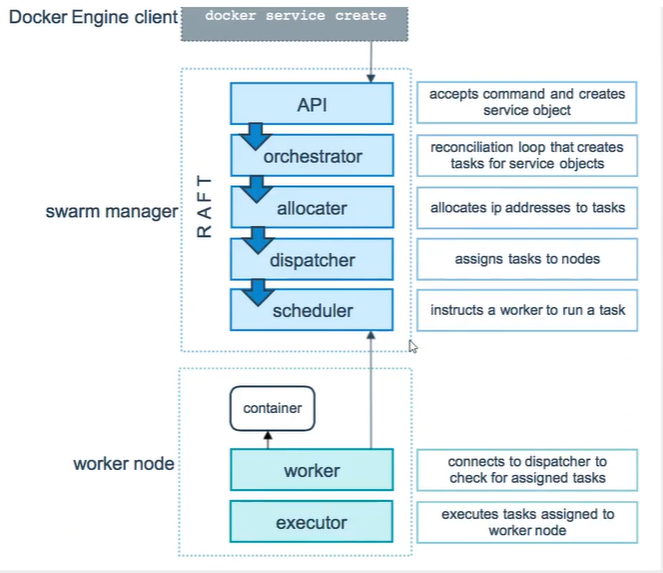 Docker Engine client
docker service create
API
accepts command and creates
service object
orchestrator
reconciliation loop that creates
tasks for service objects
swarm manager
RAFT
allocater
allocates ip addresses to tasks
dispatcher
assigns tasks to nodes
scheduler
instructs a worker to run a task
container
worker node
worker
connects to dispatcher to
check for assigned tasks
executor
executes tasks assigned to
worker node